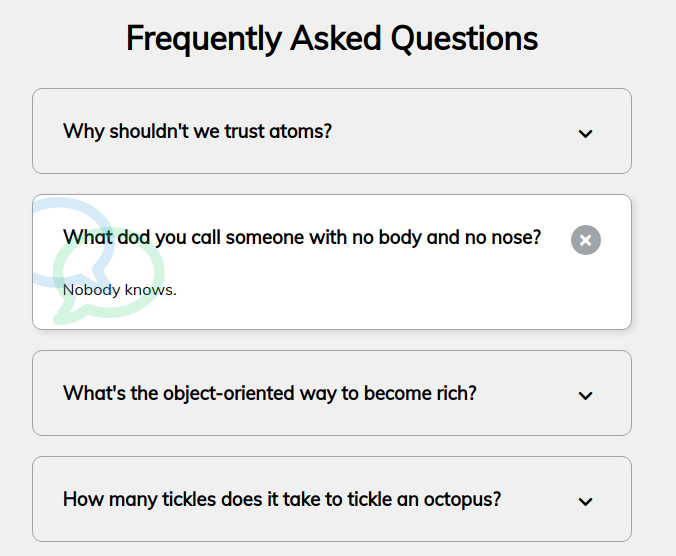 Frequently Asked Questions
Why shouldn't we trust atoms?
What dod you call someone with no body and no nose?
Nobody knows.
What's the object-oriented way to become rich?
How many tickles does it take to tickle an octopus?